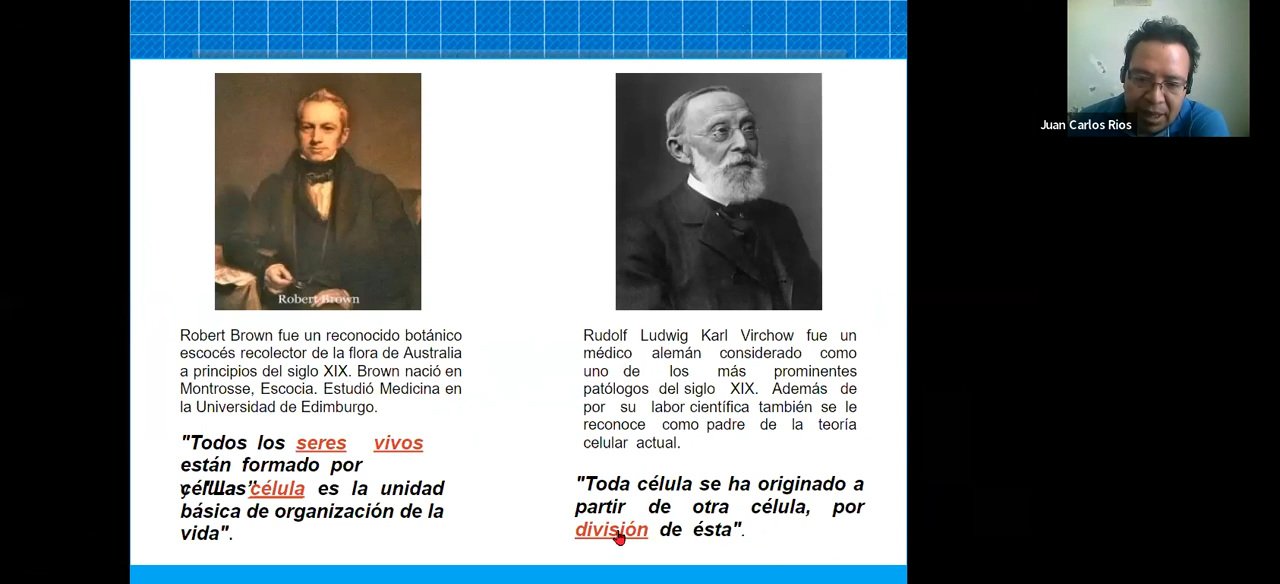 Juan Carlos Rios
Robert Brown
Robert Brown fue un reconocido botánico
escocés recolector de la flora de Australia
a principios del siglo XIX. Brown nació en
Montrosse, Escocia. Estudió Medicina en
la Universidad de Edimburgo.
"Todos los seres vivos
están formado por
células”
y "La célula es la unidad
básica de organización de la
vida".
Rudolf Ludwig Karl Virchow fue un
médico alemán considerado como
uno de los más prominentes
patólogos del siglo XIX. Además de
por su labor científica también se le
reconoce como padre de la teoría
celular actual.
"Toda célula se ha originado a
partir de otra célula, por
división de ésta".